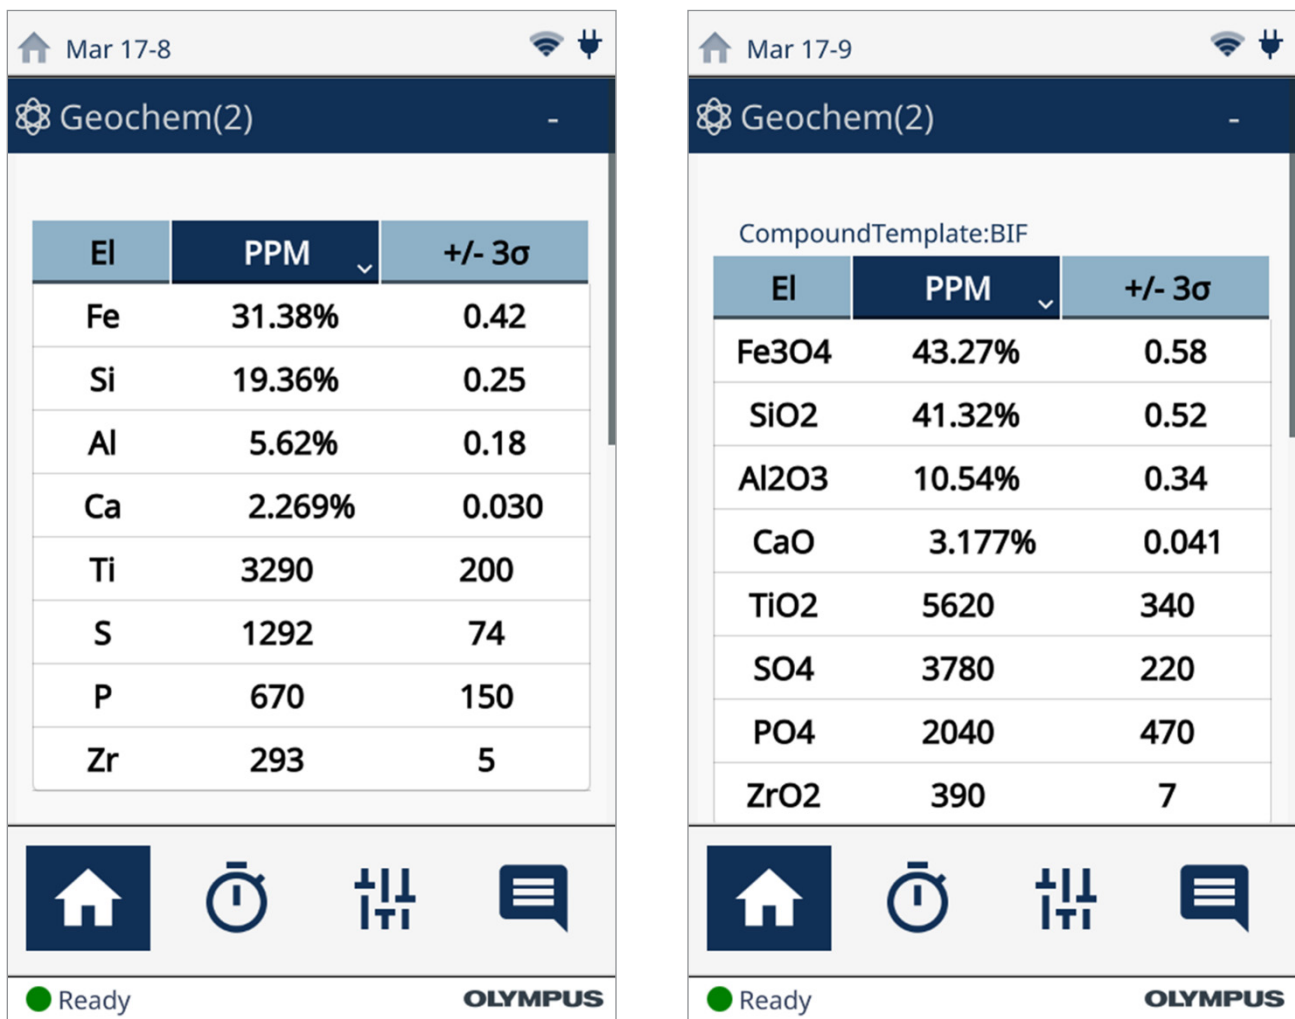 Mar 17-8
Geochem(2) -
El PPM +/- 3σ
Fe 31.38% 0.42
Si 19.36% 0.25
Al 5.62% 0.18
Ca 2.269% 0.030
Ti 3290 200
S 1292 74
P 670 150
Zr 293 5
Ready OLYMPUS
Mar 17-9
Geochem(2) -
CompoundTemplate:BIF
El PPM +/- 3σ
Fe3O4 43.27% 0.58
SiO2 41.32% 0.52
Al2O3 10.54% 0.34
CaO 3.177% 0.041
TiO2 5620 340
SO4 3780 220
PO4 2040 470
ZrO2 390 7
Ready OLYMPUS